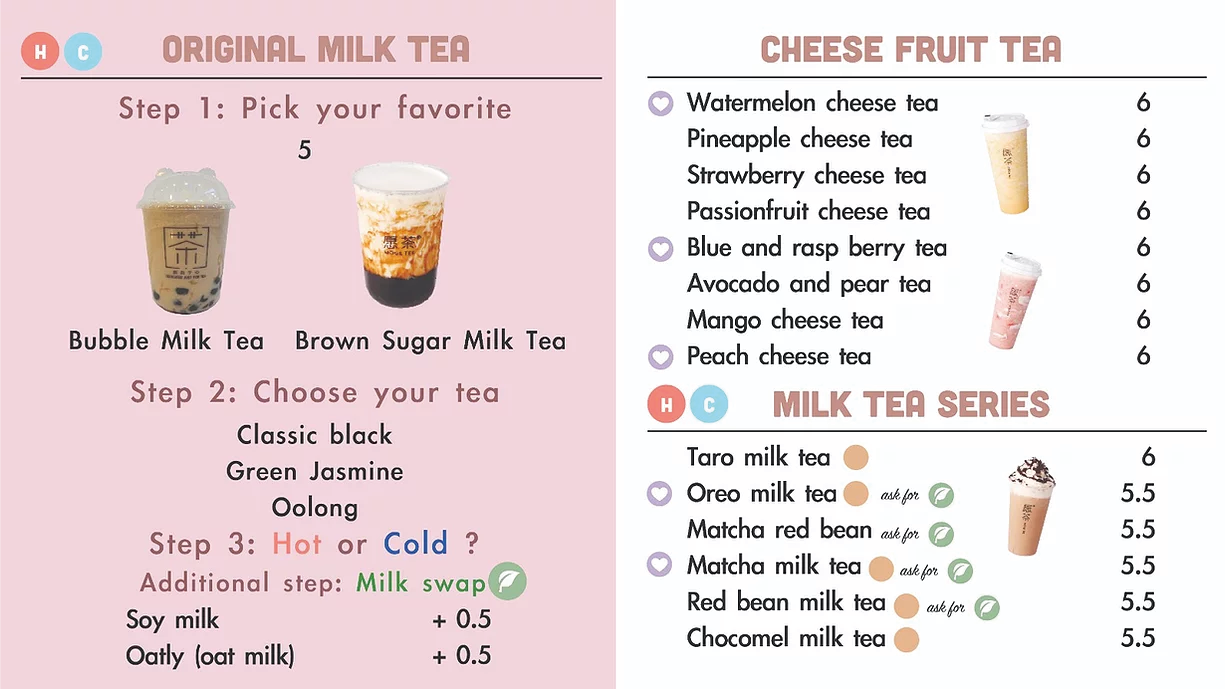 H C ORIGINAL MILK TEA
Step 1: Pick your favorite
5
茶
愿茶
Bubble Milk Tea Brown Sugar Milk Tea
Step 2: Choose your tea
Classic black
Green Jasmine
Oolong
Step 3: Hot or Cold ?
Additional step: Milk swap
Soy milk + 0.5
Oatly (oat milk) + 0.5
CHEESE FRUIT TEA
Watermelon cheese tea 6
Pineapple cheese tea 6
Strawberry cheese tea 6
Passionfruit cheese tea 6
Blue and rasp berry tea 6
Avocado and pear tea 6
Mango cheese tea 6
Peach cheese tea 6
H C MILK TEA SERIES
Taro milk tea 6
Oreo milk tea ask for 5.5
Matcha red bean ask for 5.5
Matcha milk tea ask for 5.5
Red bean milk tea ask for 5.5
Chocomel milk tea 5.5